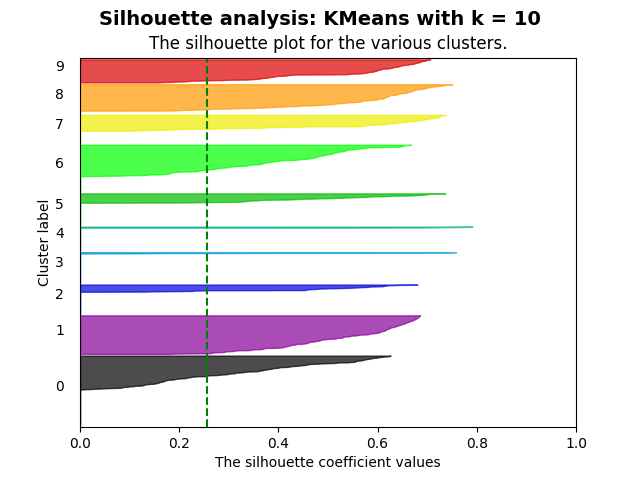 Silhouette analysis: KMeans with k = 10
The silhouette plot for the various clusters.
9
8
7
6
5
4
3
2
1
0
Cluster label
0.0 0.2 0.4 0.6 0.8 1.0
The silhouette coefficient values